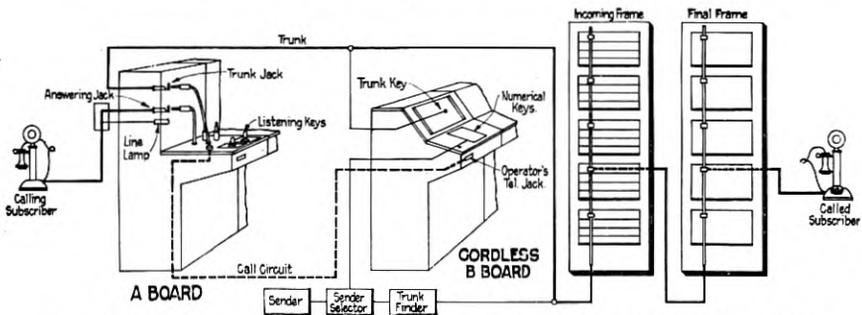 Incoming Frame
Final Frame
Trunk
Trunk Jack
Answering Jack
Listening Keys
Line
Lamp
Calling
Subscriber
Trunk Key
Numerical
Keys.
Operator's
Tel. Jack.
Called
Subscriber
Call Circuit
A BOARD
CORDLESS
B BOARD
Sender
Sender
Selector
Trunk
Finder